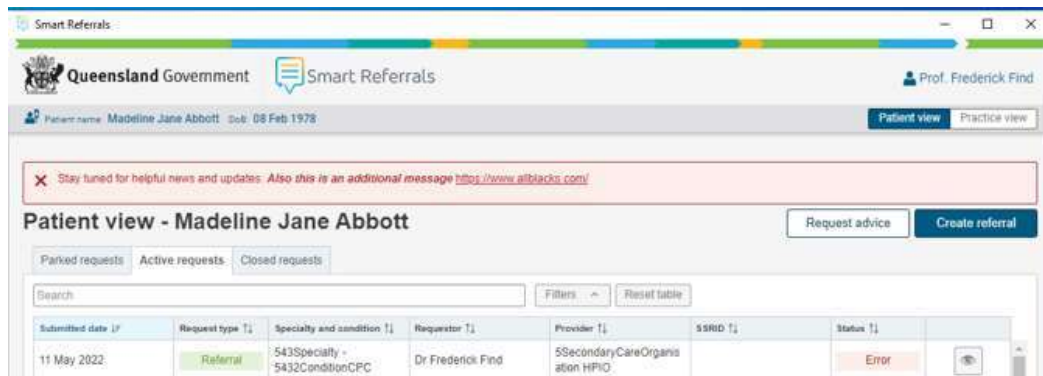 Smart Referrals
Queensland Government
Smart Referrals
Prof. Frederick Find
Patient name Madeline Jane Abbott DoB 08 Feb 1978
Patient view
Practice view
Stay tuned for helpful news and updates. Also this is an additional message https://www.allblacks.com/
Patient view - Madeline Jane Abbott
Request advice
Create referral
Parked requests
Active requests
Closed requests
Search
Filters
Reset table
Submitted date
Request type
Specialty and condition
Requestor
Provider
SSRID
Status
11 May 2022
Referral
543Specialty -
5432ConditionCPC
Dr Frederick Find
5SecondaryCareOrganis
ation HPIO
Error